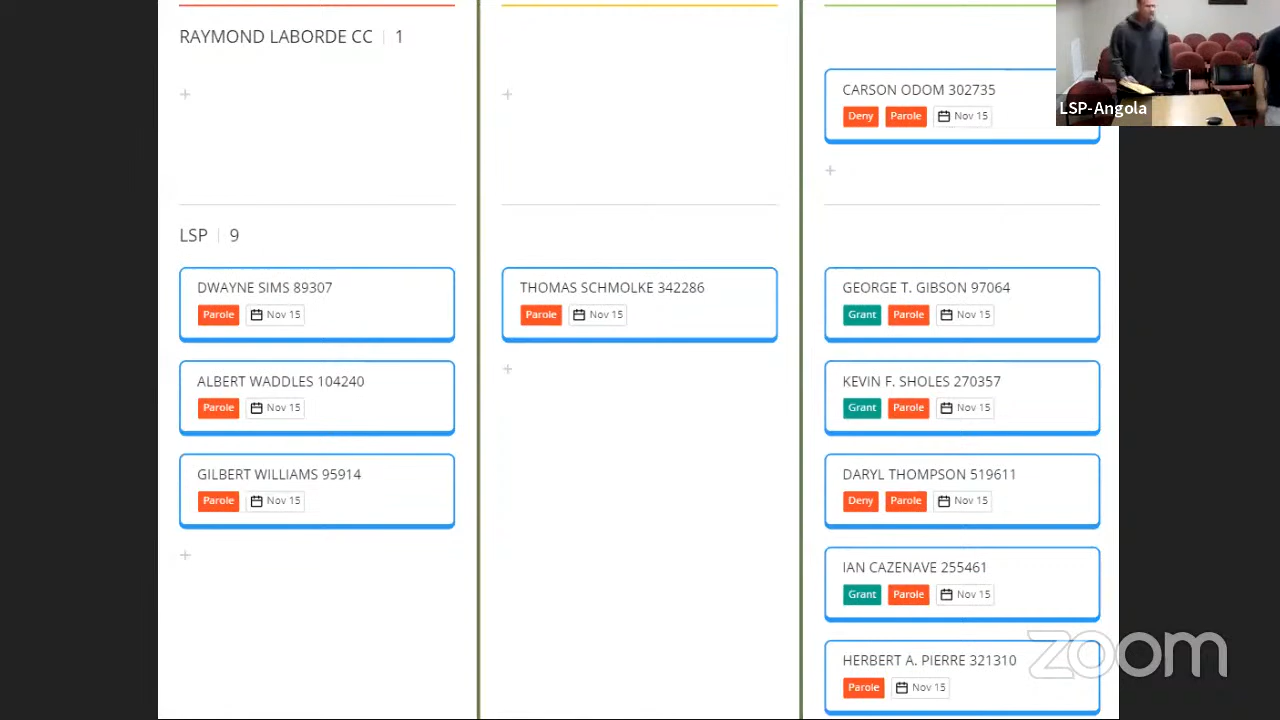 RAYMOND LABORDE CC | 1
+
+
CARSON ODOM 302735
Deny Parole Nov 15
+
LSP-Angola
LSP | 9
DWAYNE SIMS 89307
Parole Nov 15
ALBERT WADDLES 104240
Parole Nov 15
GILBERT WILLIAMS 95914
Parole Nov 15
+
THOMAS SCHMOLKE 342286
Parole Nov 15
+
GEORGE T. GIBSON 97064
Grant Parole Nov 15
KEVIN F. SHOLES 270357
Grant Parole Nov 15
DARYL THOMPSON 519611
Deny Parole Nov 15
IAN CAZENAVE 255461
Grant Parole Nov 15
HERBERT A. PIERRE 321310
Parole Nov 15
zoom